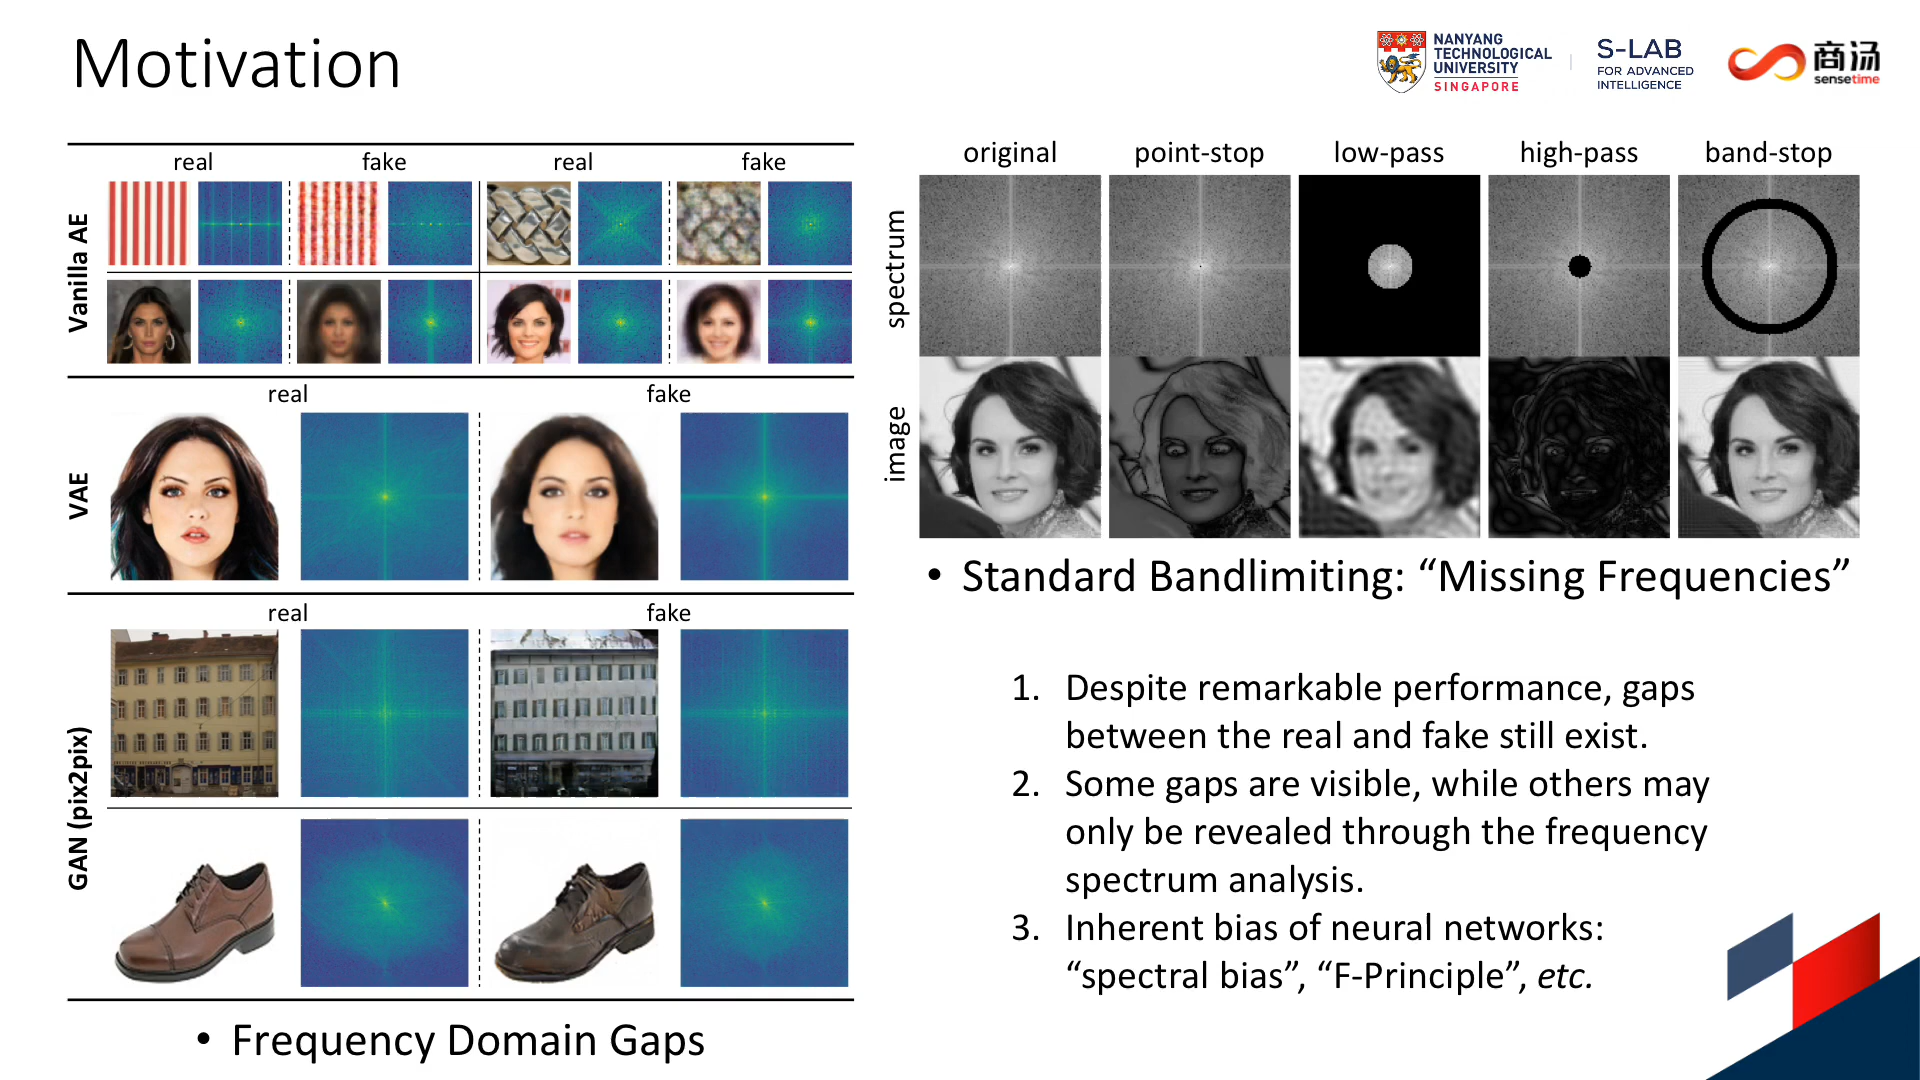 Motivation
NANYANG
TECHNOLOGICAL
UNIVERSITY
SINGAPORE
S-LAB
FOR ADVANCED
INTELLIGENCE
商汤
sensetime
real fake real fake
Vanilla AE
real fake
VAE
real fake
GAN (pix2pix)
• Frequency Domain Gaps
original point-stop low-pass high-pass band-stop
spectrum
image
• Standard Bandlimiting: “Missing Frequencies”
1. Despite remarkable performance, gaps
between the real and fake still exist.
2. Some gaps are visible, while others may
only be revealed through the frequency
spectrum analysis.
3. Inherent bias of neural networks:
“spectral bias”, “F-Principle”, etc.